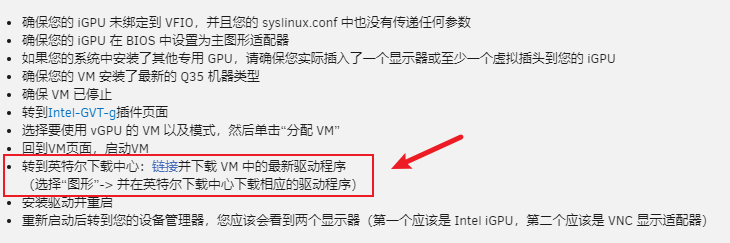 确保您的 iGPU 未绑定到 VFIO，并且您的 syslinux.conf 中也没有传递任何参数
确保您的 iGPU 在 BIOS 中设置为主图形适配器
如果您的系统中安装了其他专用 GPU，请确保您实际插入了一个显示器或至少一个虚拟插头到您的 iGPU
确保您的 VM 安装了最新的 Q35 机器类型
确保 VM 已停止
转到Intel-GVT-g插件页面
选择要使用 vGPU 的 VM 以及模式，然后单击“分配 VM”
回到VM页面，启动VM
转到英特尔下载中心：链接并下载 VM 中的最新驱动程序
（选择“图形”-> 并在英特尔下载中心下载相应的驱动程序）
安装驱动并重启
重新启动后转到您的设备管理器，您应该会看到两个显示器（第一个应该是 Intel iGPU，第二个应该是 VNC 显示适配器）